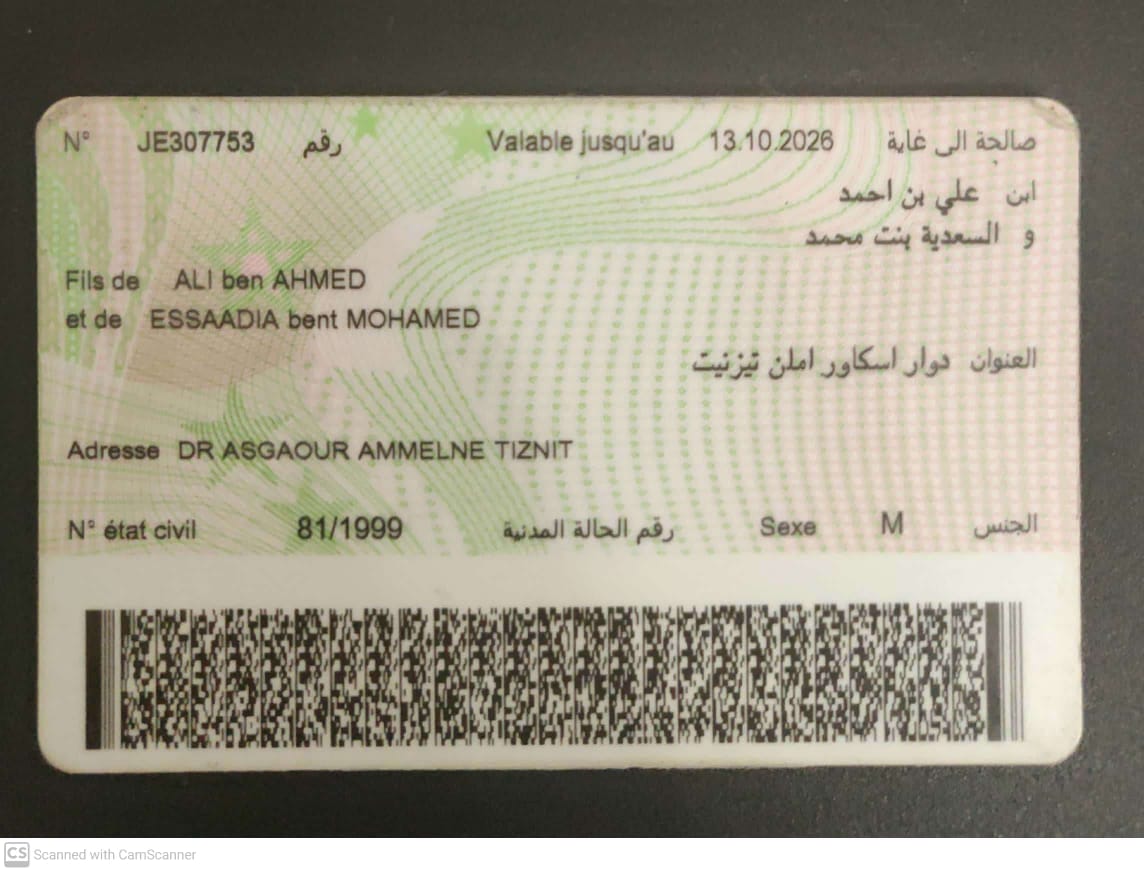 N° JE307753 رقم Valable jusqu'au 13.10.2026 صالحة الى غاية
ابن علي بن احمد
و السعدية بنت محمد
Fils de ALI ben AHMED
et de ESSAADIA bent MOHAMED
العنوان دوار اسكاور املن تيزنيت
Adresse DR ASGAOUR AMMELNE TIZNIT
N° état civil 81/1999 رقم الحالة المدنية Sexe M الجنس
CS Scanned with CamScanner